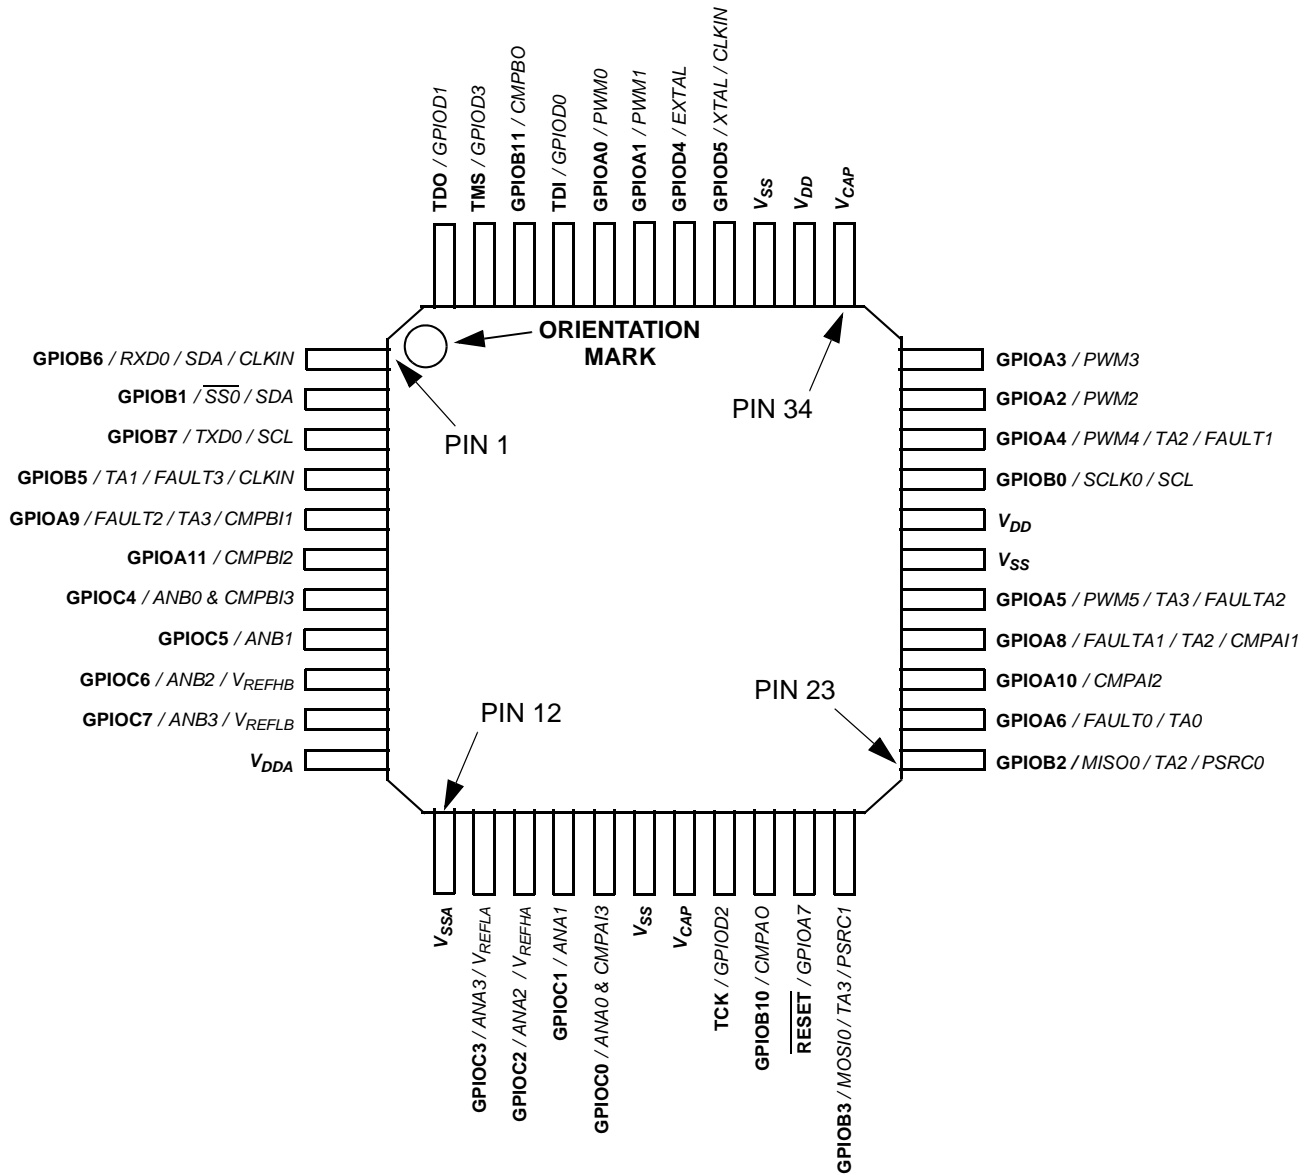 TDO / GPIOD1
TMS / GPIOD3
GPIOB11 / CMPBO
TDI / GPIOD0
GPIOA0 / PWM0
GPIOA1 / PWM1
GPIOD4 / EXTAL
GPIOD5 / XTAL / CLKIN
VSS
VDD
VCAP
ORIENTATION
MARK
PIN 1
PIN 34
PIN 12
PIN 23
GPIOB6 / RXD0 / SDA / CLKIN
GPIOB1 / SS0 / SDA
GPIOB7 / TXD0 / SCL
GPIOB5 / TA1 / FAULT3 / CLKIN
GPIOA9 / FAULT2 / TA3 / CMPBI1
GPIOA11 / CMPBI2
GPIOC4 / ANB0 & CMPBI3
GPIOC5 / ANB1
GPIOC6 / ANB2 / VREFHB
GPIOC7 / ANB3 / VREFLB
VDDA
GPIOA3 / PWM3
GPIOA2 / PWM2
GPIOA4 / PWM4 / TA2 / FAULT1
GPIOB0 / SCLK0 / SCL
VDD
VSS
GPIOA5 / PWM5 / TA3 / FAULTA2
GPIOA8 / FAULTA1 / TA2 / CMPAI1
GPIOA10 / CMPAI2
GPIOA6 / FAULT0 / TA0
GPIOB2 / MISO0 / TA2 / PSRC0
VSSA
GPIOC3 / ANA3 / VREFLA
GPIOC2 / ANA2 / VREFHA
GPIOC1 / ANA1
GPIOC0 / ANA0 & CMPAI3
VSS
VCAP
TCK / GPIOD2
GPIOB10 / CMPAO
RESET / GPIOA7
GPIOB3 / MOSI0 / TA3 / PSRC1